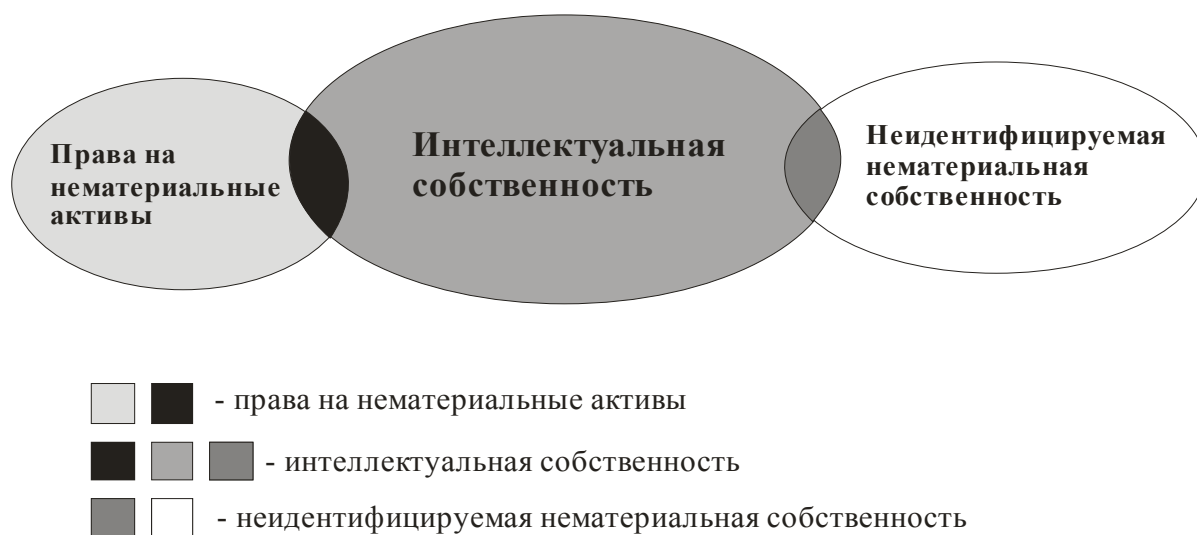 Права на
нематериальные
активы
Интеллектуальная
собственность
Неидентифицируемая
нематериальная
собственность
- права на нематериальные активы
- интеллектуальная собственность
- неидентифицируемая нематериальная собственность